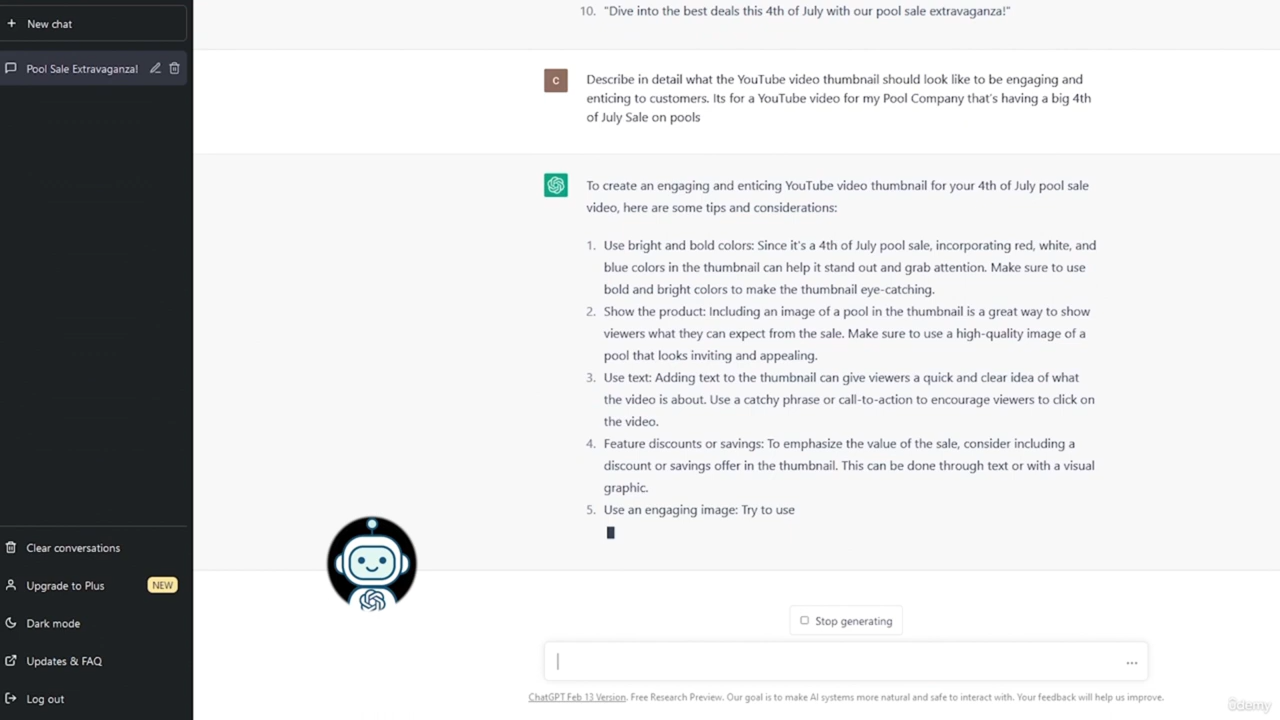 New chat
Pool Sale Extravaganza!
10. "Dive into the best deals this 4th of July with our pool sale extravaganza!"
C
Describe in detail what the YouTube video thumbnail should look like to be engaging and
enticing to customers. Its for a YouTube video for my Pool Company that's having a big 4th
of July Sale on pools
To create an engaging and enticing YouTube video thumbnail for your 4th of July pool sale
video, here are some tips and considerations:
1. Use bright and bold colors: Since it's a 4th of July pool sale, incorporating red, white, and
blue colors in the thumbnail can help it stand out and grab attention. Make sure to use
bold and bright colors to make the thumbnail eye-catching.
2. Show the product: Including an image of a pool in the thumbnail is a great way to show
viewers what they can expect from the sale. Make sure to use a high-quality image of a
pool that looks inviting and appealing.
3. Use text: Adding text to the thumbnail can give viewers a quick and clear idea of what
the video is about. Use a catchy phrase or call-to-action to encourage viewers to click on
the video.
4. Feature discounts or savings: To emphasize the value of the sale, consider including a
discount or savings offer in the thumbnail. This can be done through text or with a visual
graphic.
5. Use an engaging image: Try to use
Clear conversations
Upgrade to Plus NEW
Dark mode
Updates & FAQ
Log out
Stop generating
ChatGPT Feb 13 Version. Free Research Preview. Our goal is to make AI systems more natural and safe to interact with. Your feedback will help us improve.
ûdemy